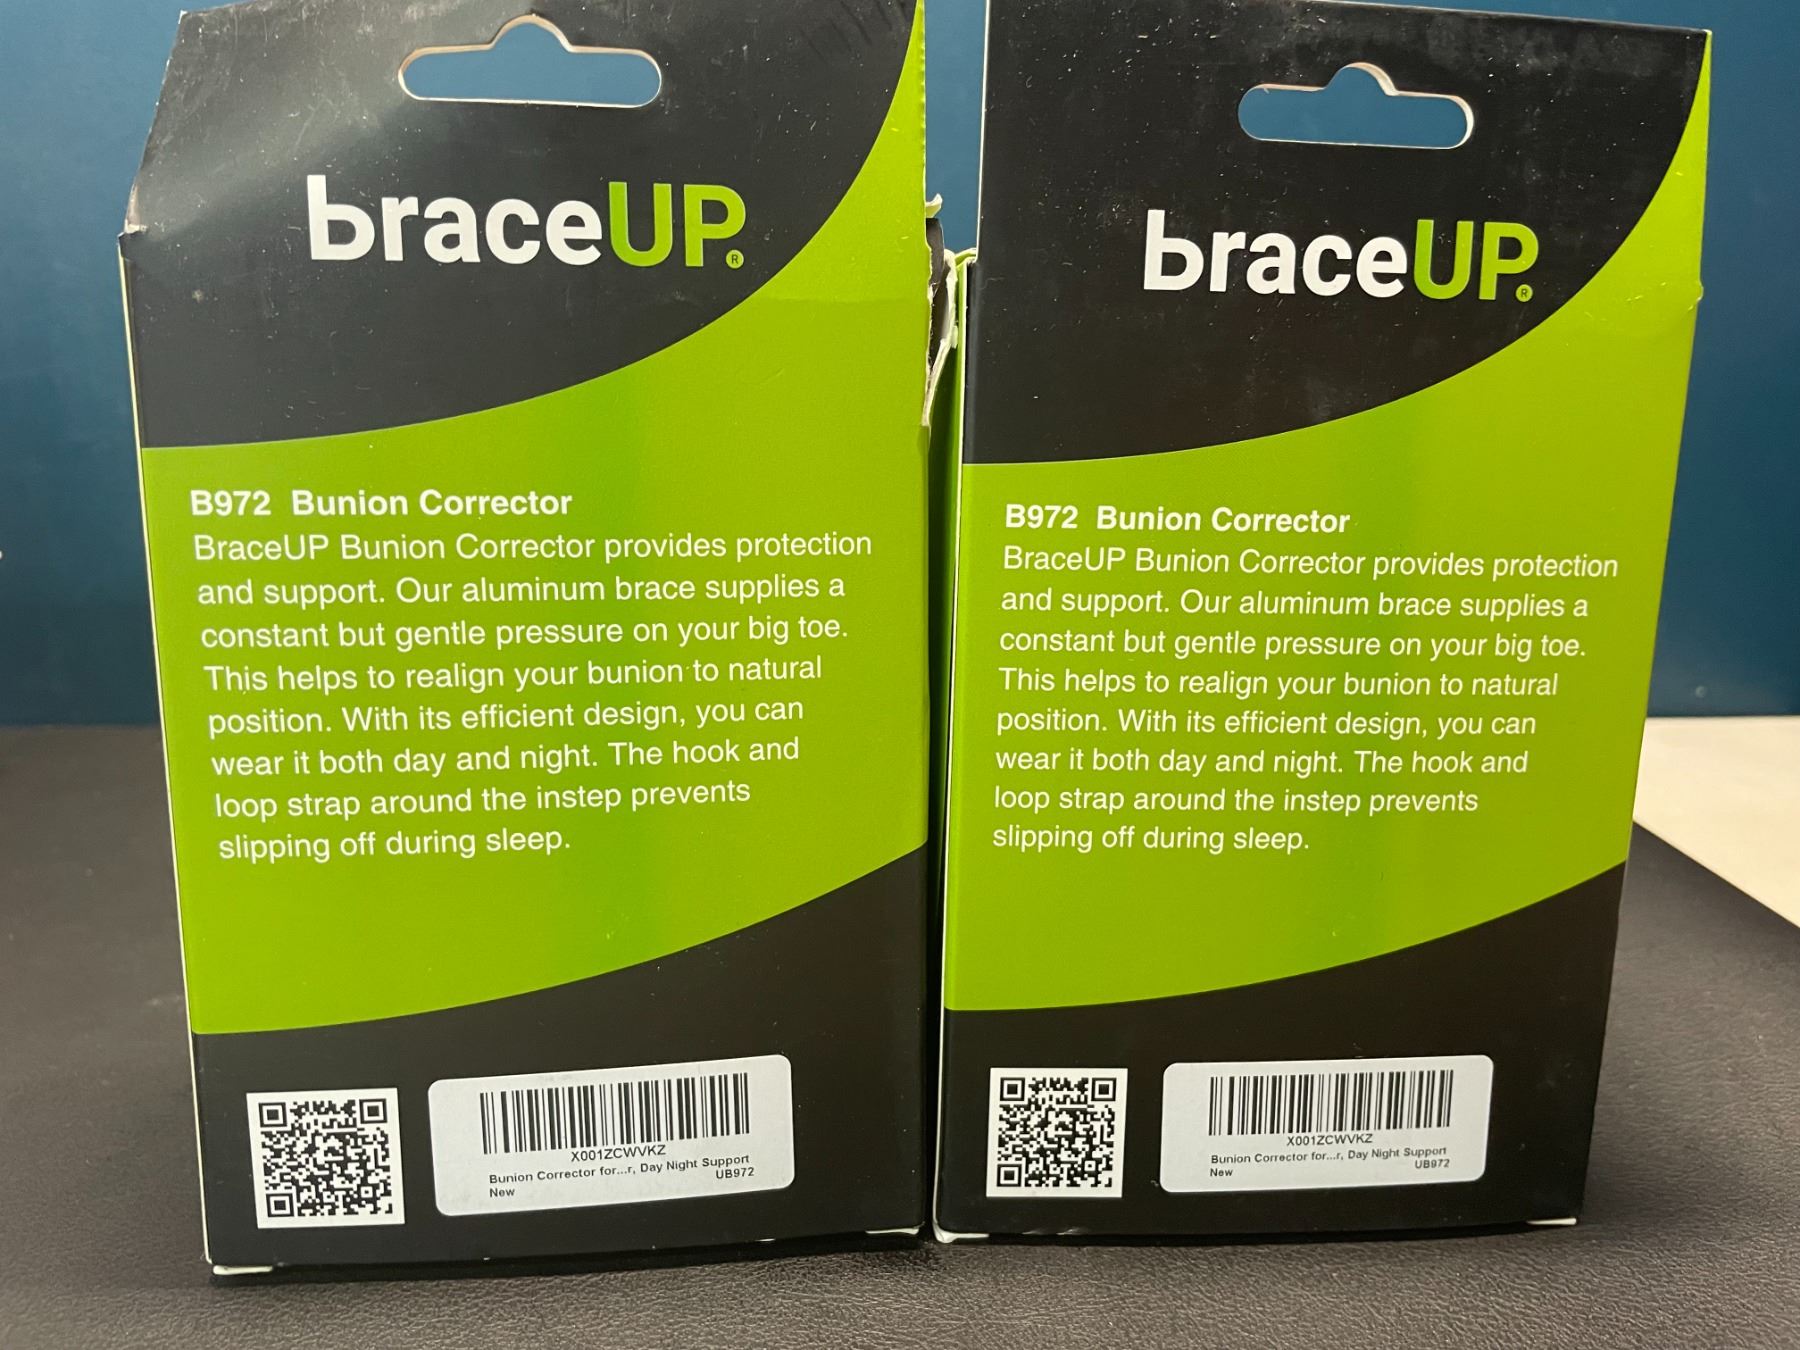 braceUP®
B972 Bunion Corrector
BraceUP Bunion Corrector provides protection
and support. Our aluminum brace supplies a
constant but gentle pressure on your big toe.
This helps to realign your bunion to natural
position. With its efficient design, you can
wear it both day and night. The hook and
loop strap around the instep prevents
slipping off during sleep.
X001ZCWVKZ
Bunion Corrector for...r, Day Night Support
New UB972
braceUP®
B972 Bunion Corrector
BraceUP Bunion Corrector provides protection
and support. Our aluminum brace supplies a
constant but gentle pressure on your big toe.
This helps to realign your bunion to natural
position. With its efficient design, you can
wear it both day and night. The hook and
loop strap around the instep prevents
slipping off during sleep.
X001ZCWVKZ
Bunion Corrector for...r, Day Night Support
New UB972